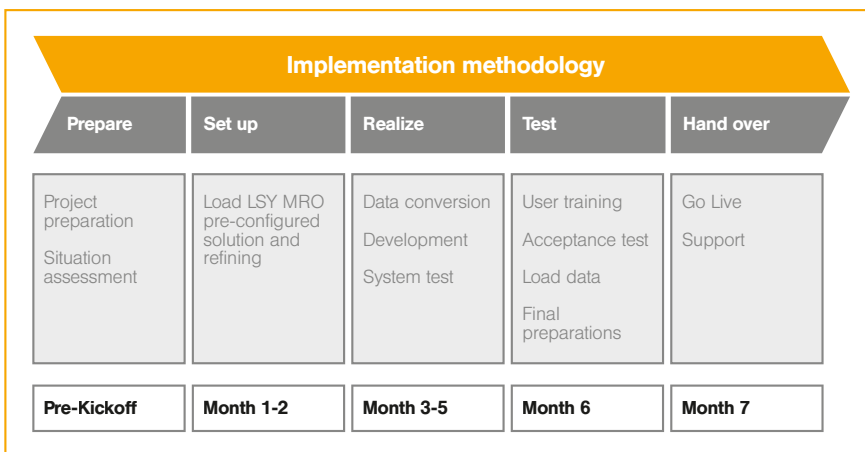 Implementation methodology
Prepare
Set up
Realize
Test
Hand over
Project
preparation
Situation
assessment
Load LSY MRO
pre-configured
solution and
refining
Data conversion
Development
System test
User training
Acceptance test
Load data
Final
preparations
Go Live
Support
Pre-Kickoff
Month 1-2
Month 3-5
Month 6
Month 7